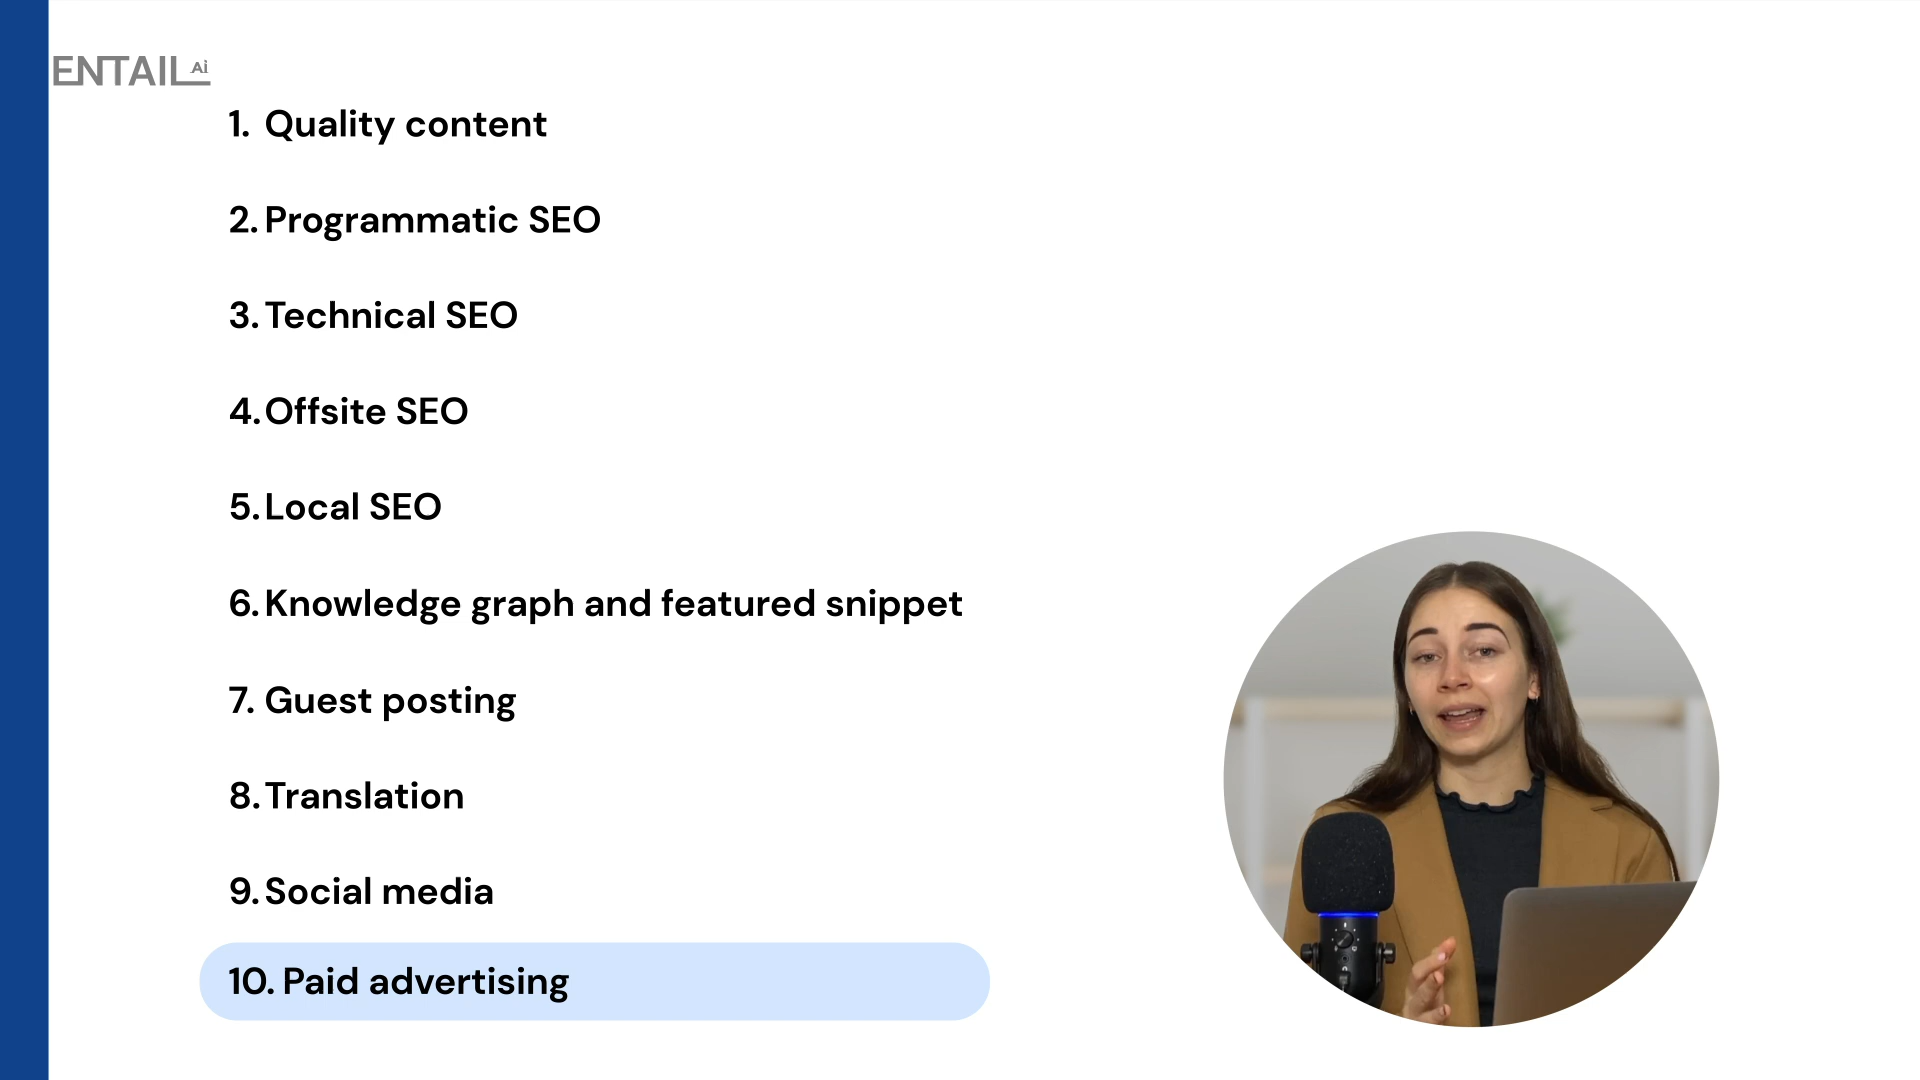 ENTAIL Ai
1. Quality content
2. Programmatic SEO
3. Technical SEO
4. Offsite SEO
5. Local SEO
6. Knowledge graph and featured snippet
7. Guest posting
8. Translation
9. Social media
10. Paid advertising